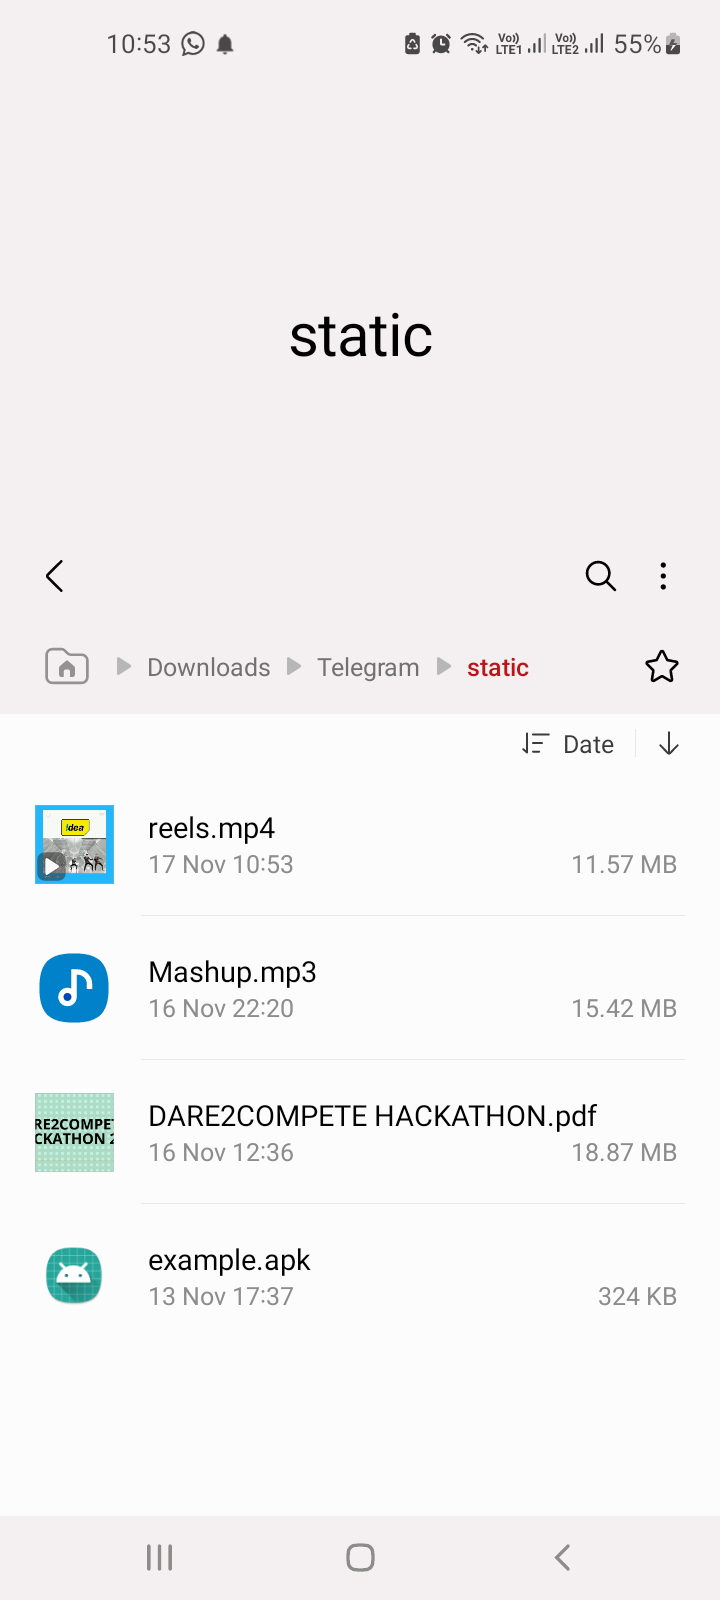 10:53 Vo)) LTE1 Vo)) LTE2 55%
static
Downloads Telegram static
Date
!dea
reels.mp4
17 Nov 10:53 11.57 MB
Mashup.mp3
16 Nov 22:20 15.42 MB
RE2COMPET
CKATHON 2
DARE2COMPETE HACKATHON.pdf
16 Nov 12:36 18.87 MB
example.apk
13 Nov 17:37 324 KB